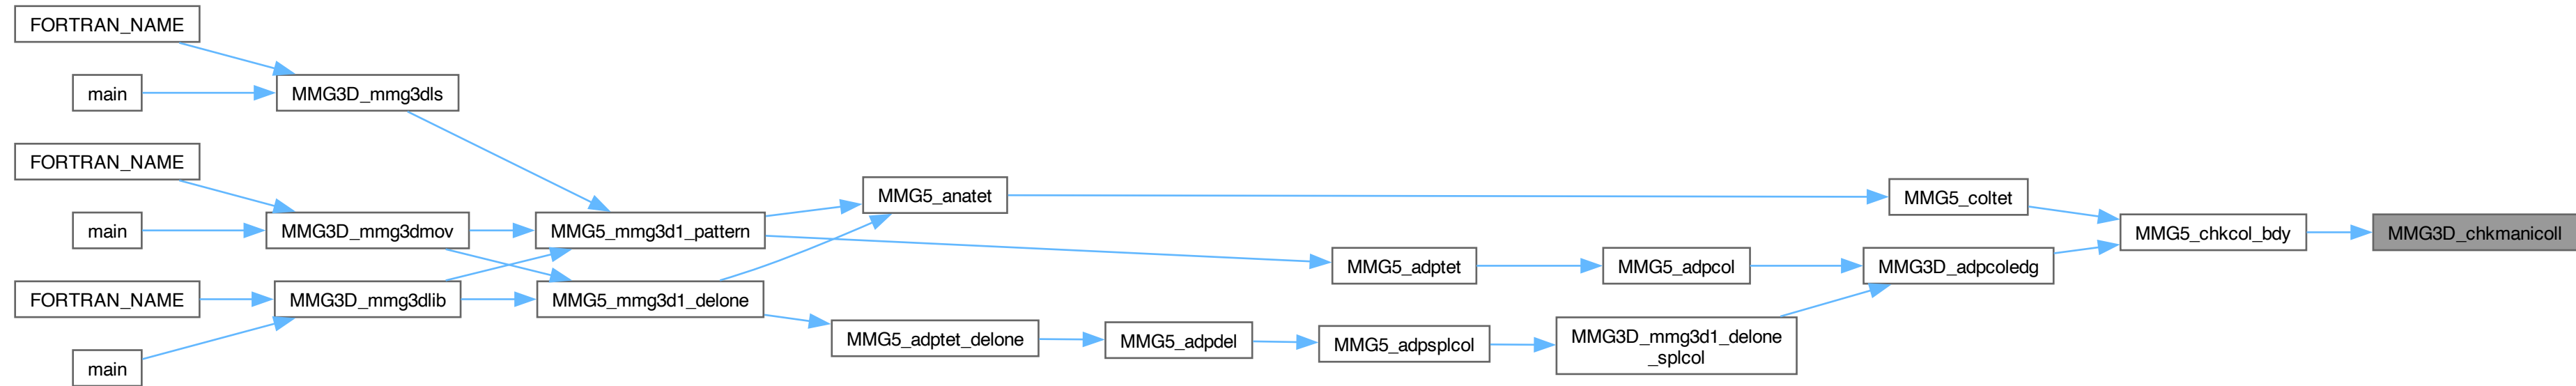 FORTRAN_NAME
main
MMG3D_mmg3dls
FORTRAN_NAME
MMG5_anatet
MMG5_coltet
main
MMG3D_mmg3dmov
MMG5_mmg3d1_pattern
MMG5_chkcol_bdy
MMG3D_chkmanicoll
MMG5_adptet
MMG5_adpcol
MMG3D_adpcoledg
FORTRAN_NAME
MMG3D_mmg3dlib
MMG5_mmg3d1_delone
MMG5_adptet_delone
MMG5_adpdel
MMG5_adpsplcol
MMG3D_mmg3d1_delone
_splcol
main